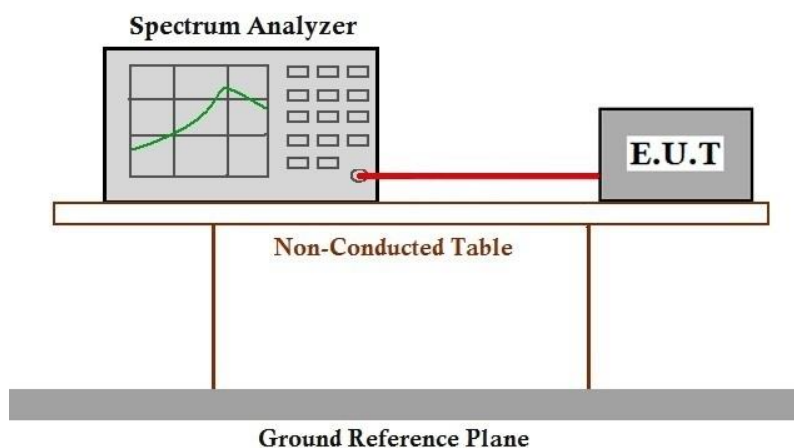 Spectrum Analyzer
E.U.T
Non-Conducted Table
Ground Reference Plane